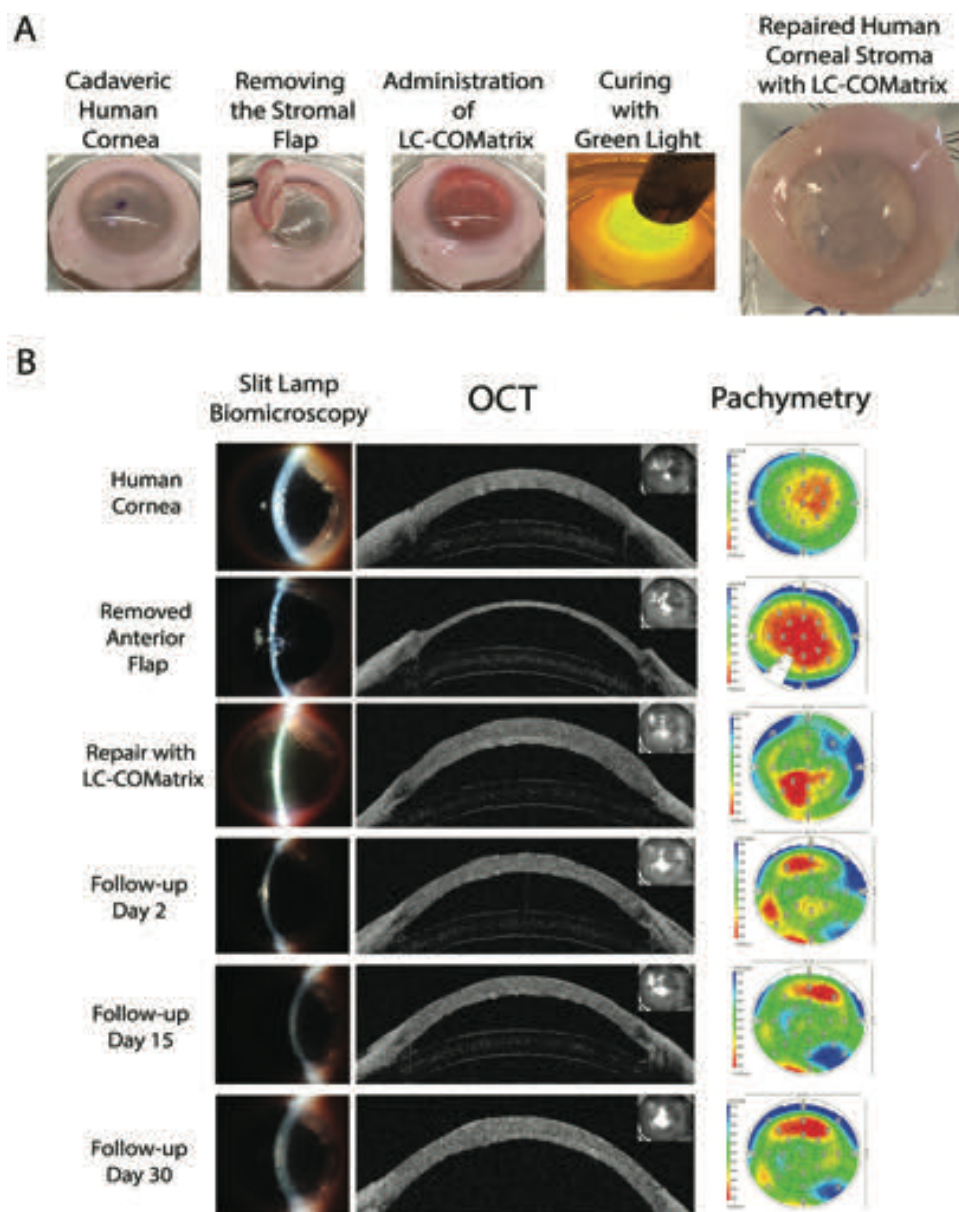 A
Cadaveric
Human
Cornea
Removing
the Stromal
Flap
Administration
of
LC-COMatrix
Curing
with
Green Light
Repaired Human
Corneal Stroma
with LC-COMatrix
B
Slit Lamp
Biomicroscopy
OCT
Pachymetry
Human
Cornea
Removed
Anterior
Flap
Repair with
LC-COMatrix
Follow-up
Day 2
Follow-up
Day 15
Follow-up
Day 30